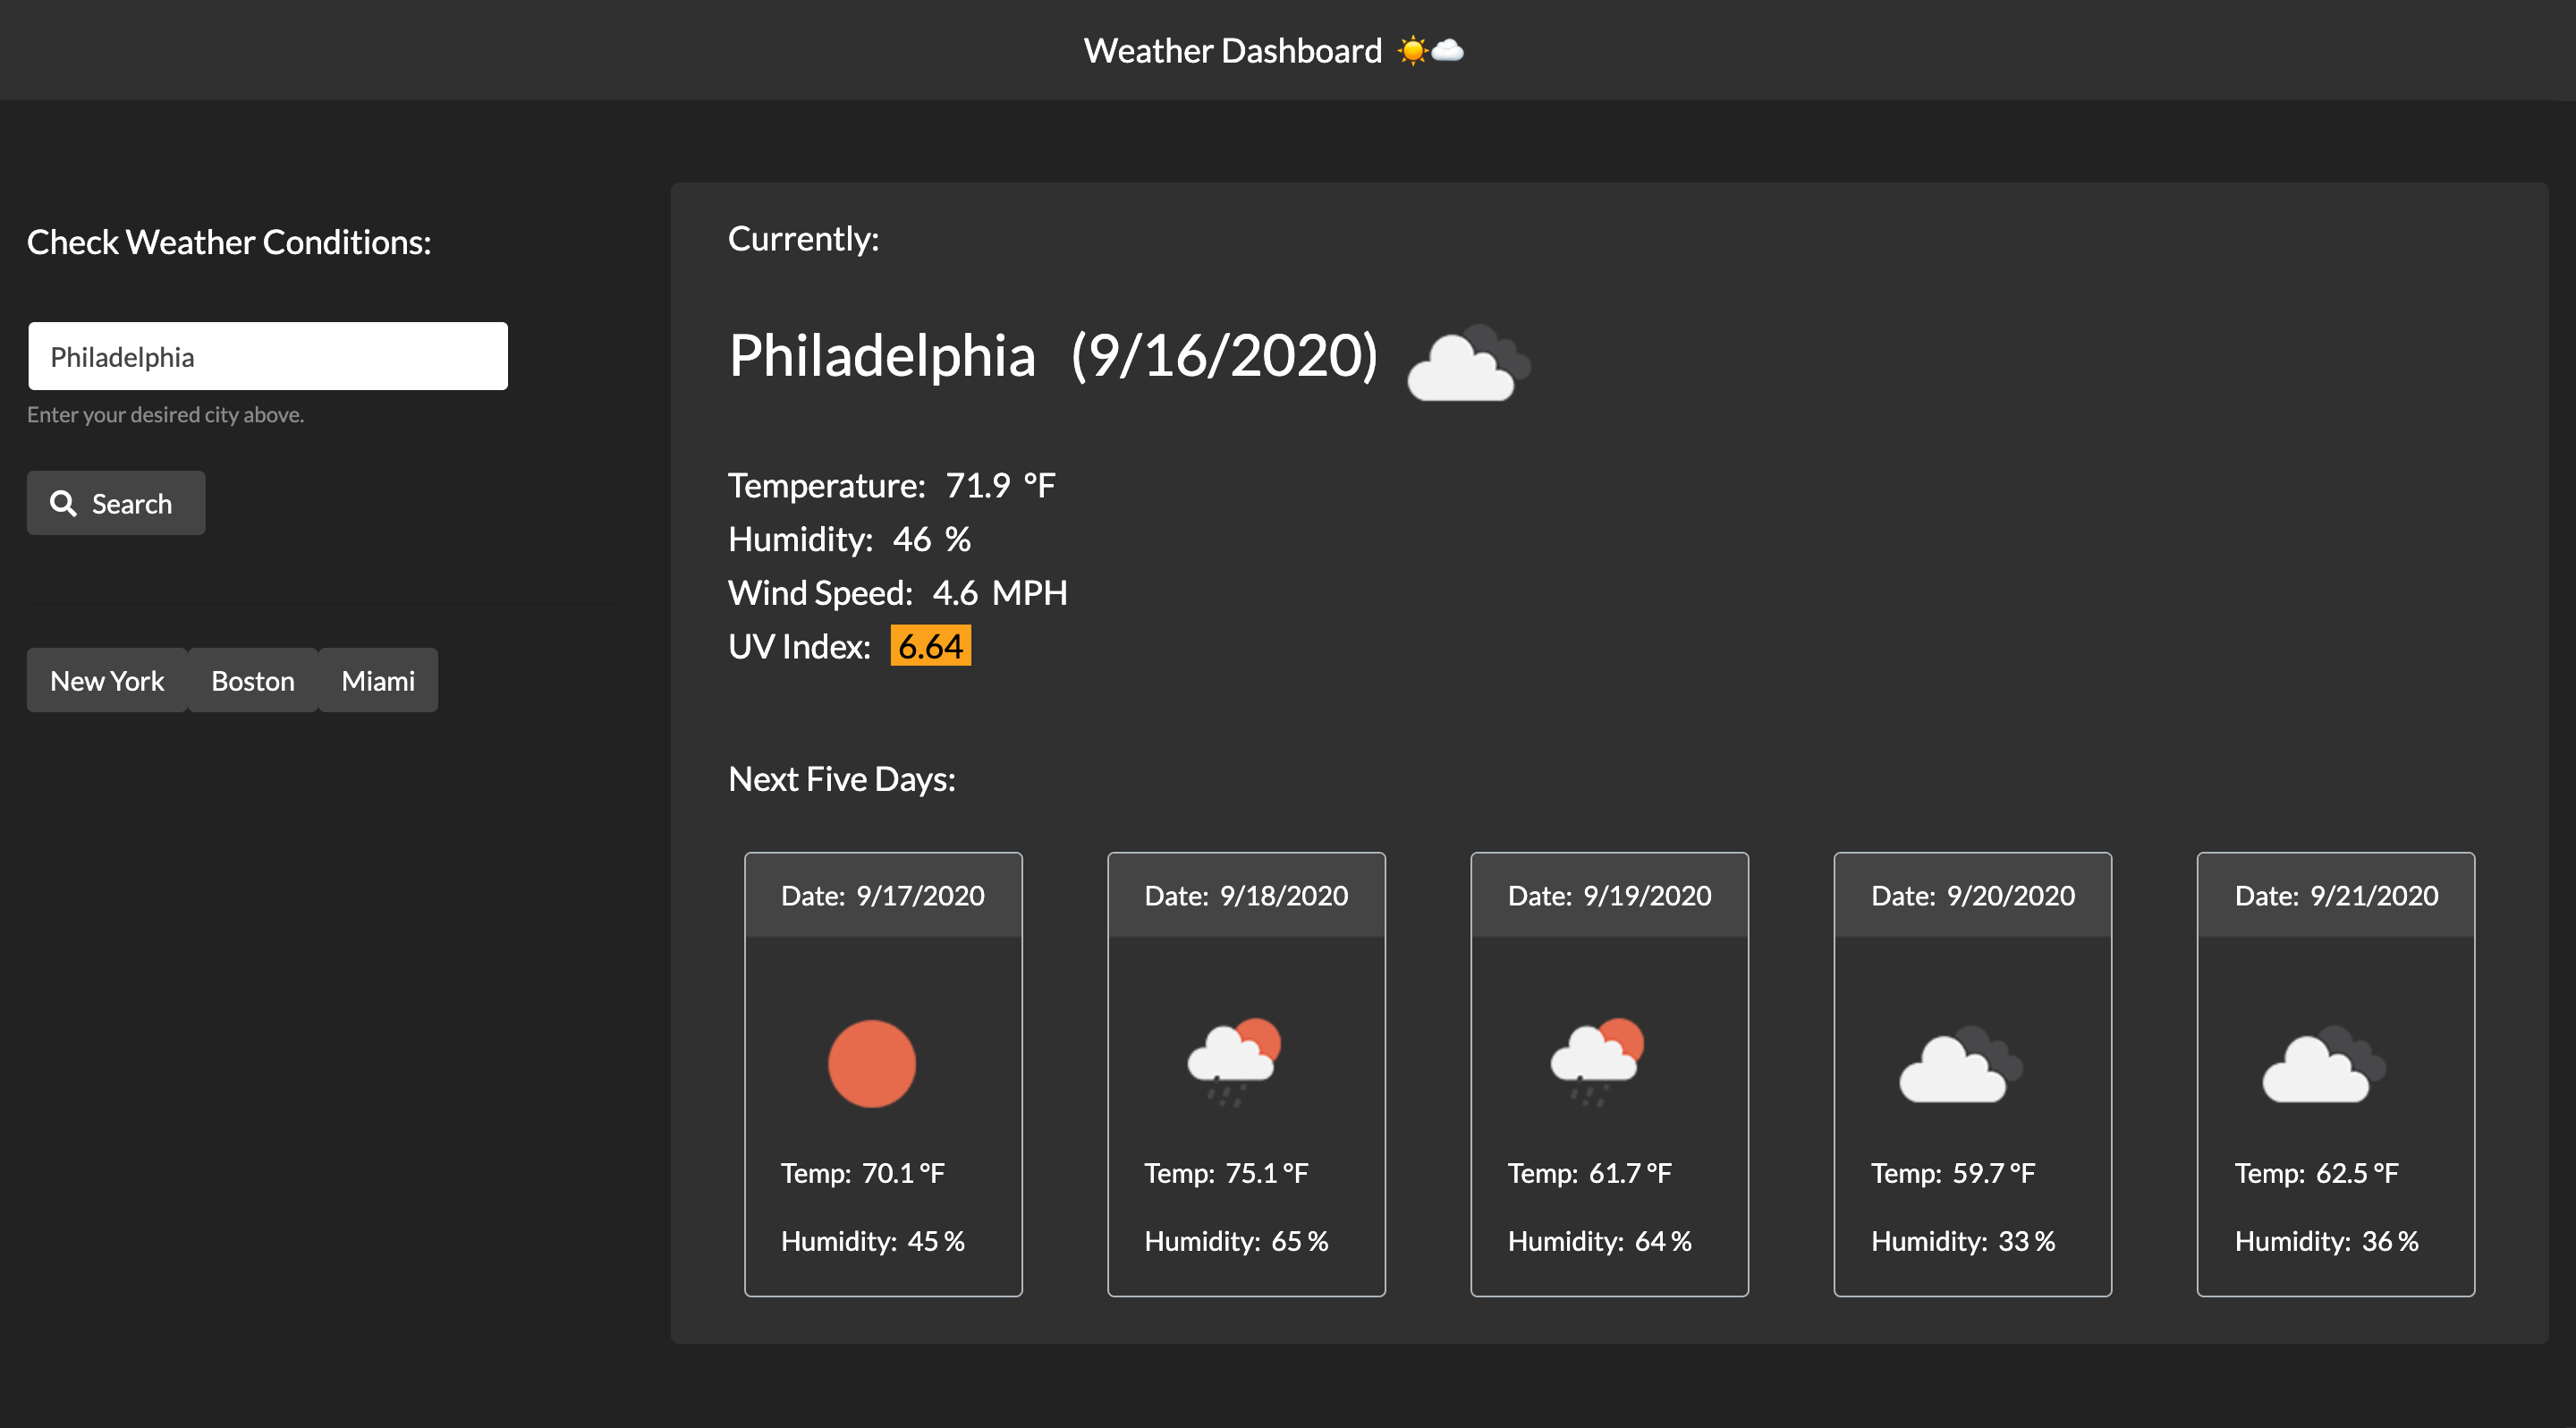 Weather Dashboard ☀️☁️
Check Weather Conditions:
Philadelphia
Enter your desired city above.
Search
New York
Boston
Miami
Currently:
Philadelphia (9/16/2020)
Temperature: 71.9 °F
Humidity: 46 %
Wind Speed: 4.6 MPH
UV Index: 6.64
Next Five Days:
Date: 9/17/2020
Temp: 70.1 °F
Humidity: 45 %
Date: 9/18/2020
Temp: 75.1 °F
Humidity: 65 %
Date: 9/19/2020
Temp: 61.7 °F
Humidity: 64 %
Date: 9/20/2020
Temp: 59.7 °F
Humidity: 33 %
Date: 9/21/2020
Temp: 62.5 °F
Humidity: 36 %